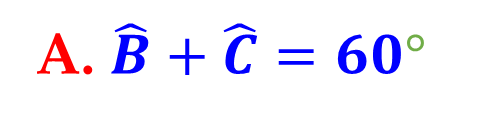 A. B̂ + Ĉ = 60°